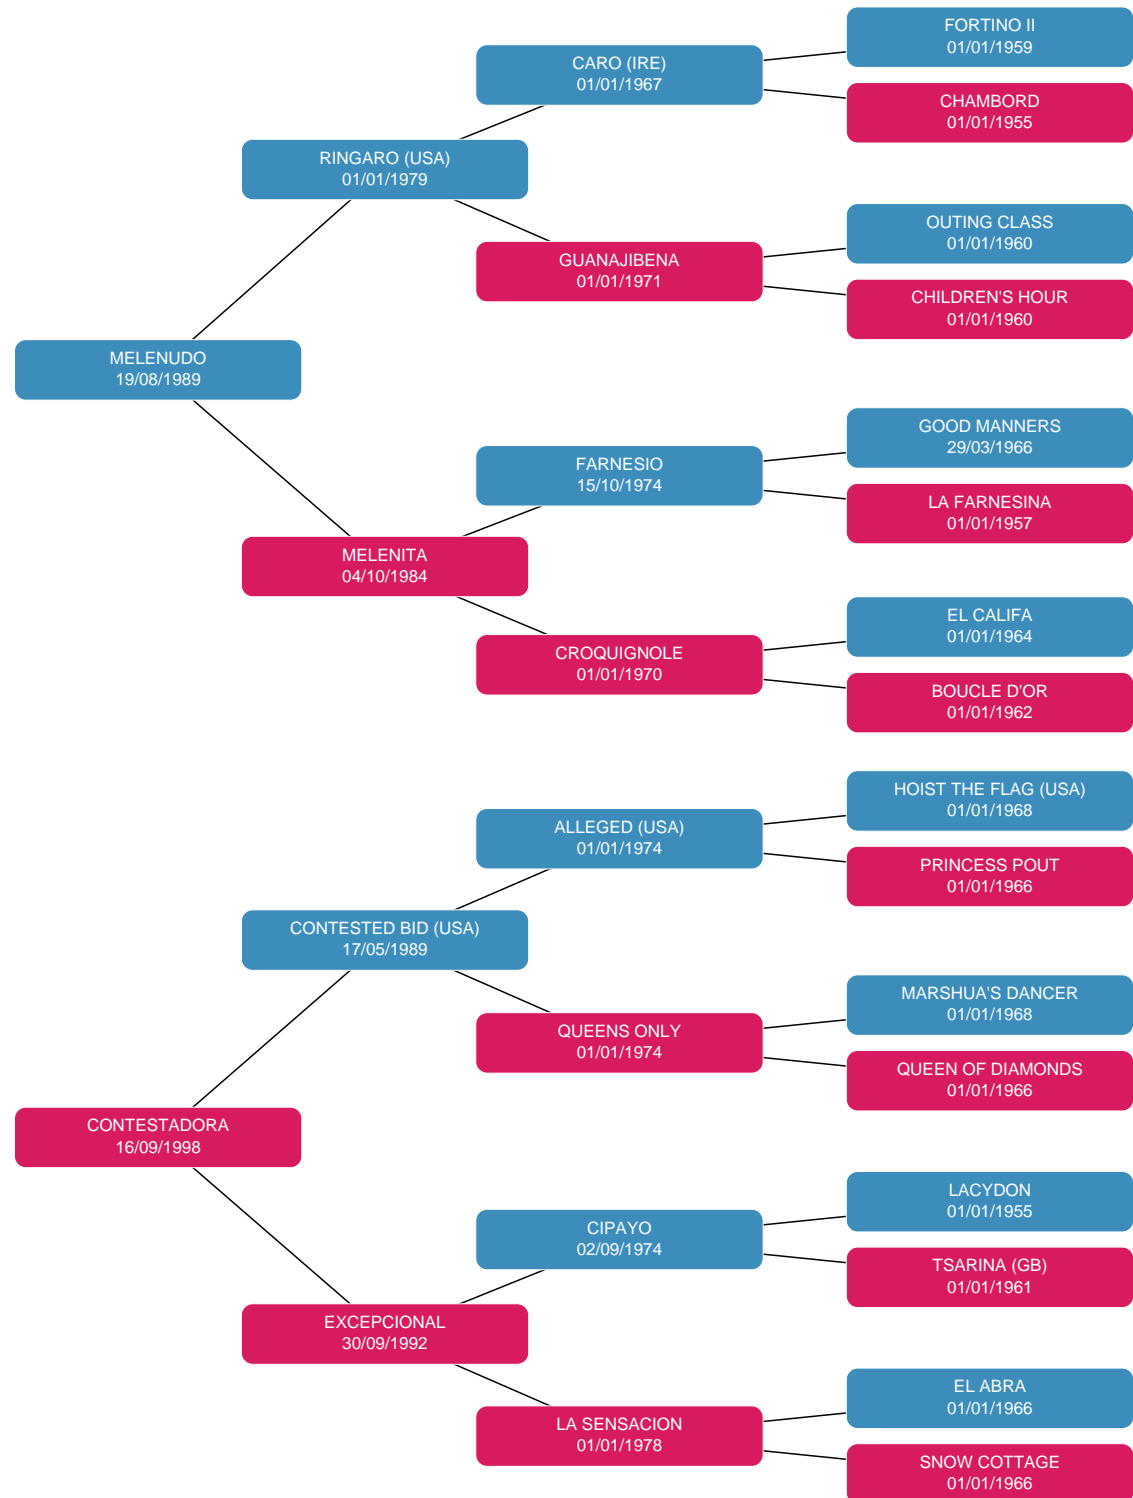 FORTINO II
01/01/1959
CARO (IRE)
01/01/1967
CHAMBORD
01/01/1955
RINGARO (USA)
01/01/1979
OUTING CLASS
01/01/1960
GUANAJIBENA
01/01/1971
CHILDREN'S HOUR
01/01/1960
MELENUDO
19/08/1989
GOOD MANNERS
29/03/1966
FARNESIO
15/10/1974
LA FARNESINA
01/01/1957
MELENITA
04/10/1984
EL CALIFA
01/01/1964
CROQUIGNOLE
01/01/1970
BOUCLE D'OR
01/01/1962
HOIST THE FLAG (USA)
01/01/1968
ALLEGED (USA)
01/01/1974
PRINCESS POUT
01/01/1966
CONTESTED BID (USA)
17/05/1989
MARSHUA'S DANCER
01/01/1968
QUEENS ONLY
01/01/1974
QUEEN OF DIAMONDS
01/01/1966
CONTESTADORA
16/09/1998
LACYDON
01/01/1955
CIPAYO
02/09/1974
TSARINA (GB)
01/01/1961
EXCEPCIONAL
30/09/1992
EL ABRA
01/01/1966
LA SENSACION
01/01/1978
SNOW COTTAGE
01/01/1966